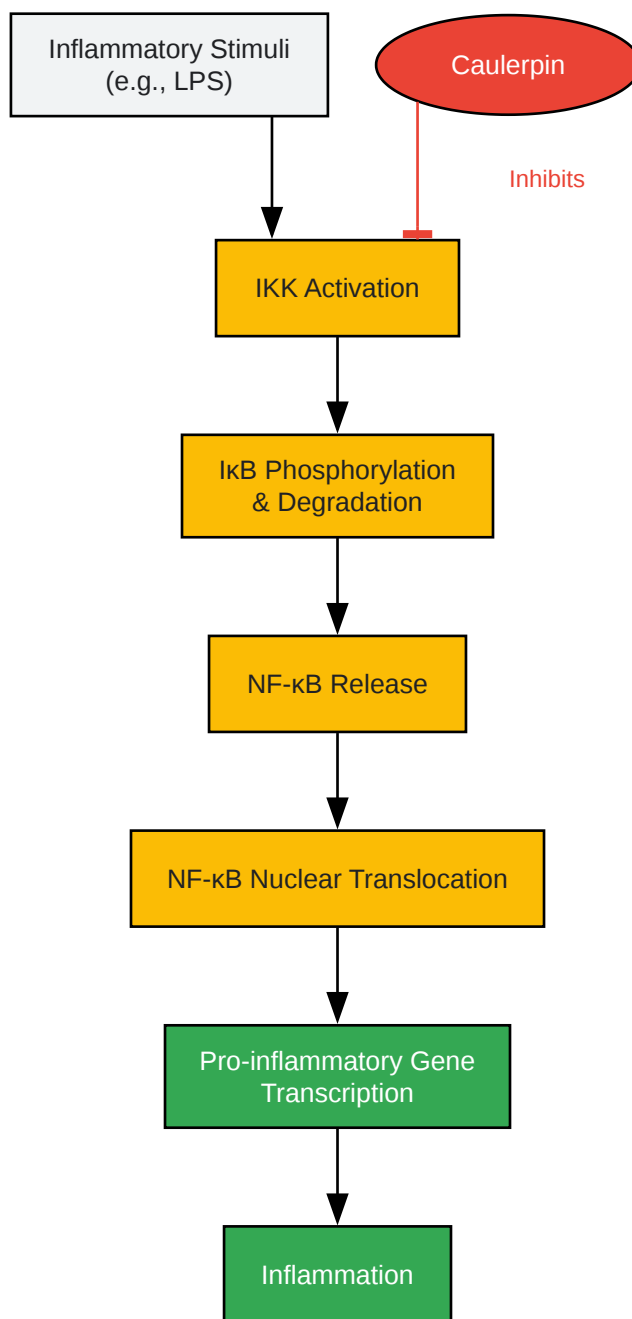 Inflammatory Stimuli
(e.g., LPS)
Caulerpin
Inhibits
IKK Activation
IκB Phosphorylation
& Degradation
NF-κB Release
NF-κB Nuclear Translocation
Pro-inflammatory Gene
Transcription
Inflammation